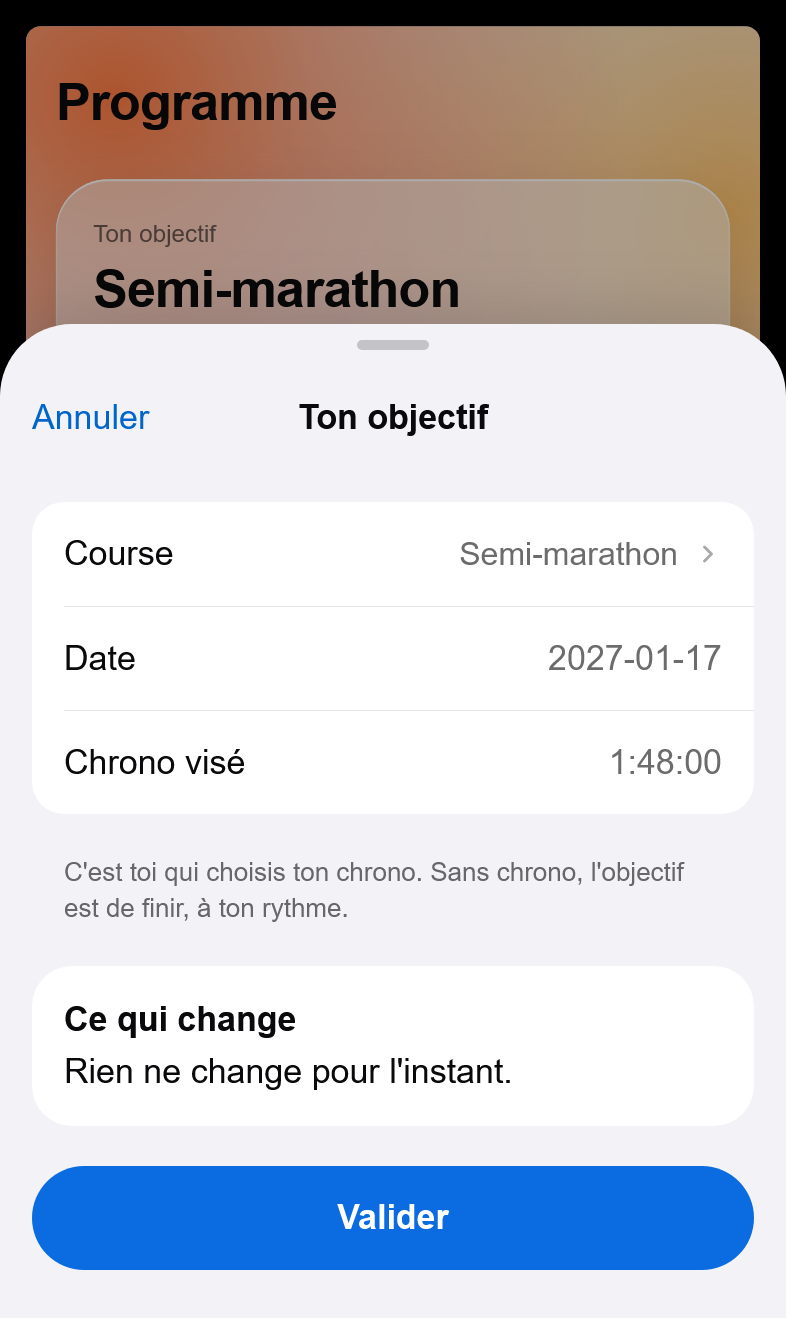 Programme
Ton objectif
Semi-marathon
Annuler
Ton objectif
Course
Semi-marathon
Date
2027-01-17
Chrono visé
1:48:00
C'est toi qui choisis ton chrono. Sans chrono, l'objectif
est de finir, à ton rythme.
Ce qui change
Rien ne change pour l'instant.
Valider